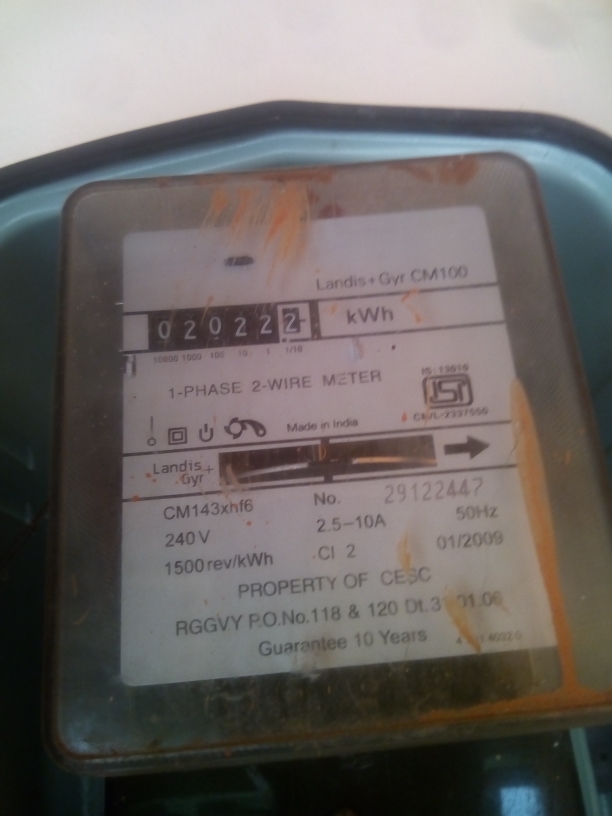 Landis+Gyr CM100
020222 kWh
10000 1000 100 10 1 1/10
1-PHASE 2-WIRE METER
IS:13010
ISI
Made in India
Landis+
Gyr
CM143xhf6 No. 29122447
240V 2.5-10A 50Hz
1500rev/kWh Cl 2 01/2009
PROPERTY OF CESC
RGGVY P.O.No.118 & 120 Dt.
Guarantee 10 Years